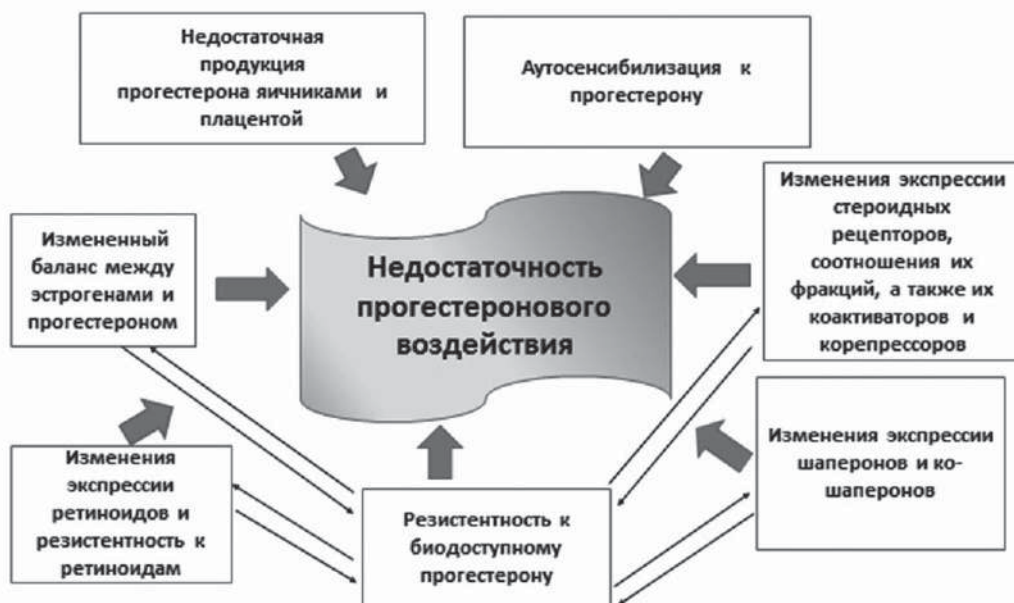 Недостаточная
продукция
прогестерона яичниками и
плацентой
Аутосенсибилизация к
прогестерону
Изменения экспрессии
стероидных
рецепторов,
соотношения их
фракций, а также их
коактиваторов и
корепрессоров
Измененный
баланс между
эстрогенами и
прогестероном
Недостаточность
прогестеронового
воздействия
Изменения
экспрессии
ретиноидов и
резистентность к
ретиноидам
Резистентность к
биодоступному
прогестерону
Изменения экспрессии
шаперонов и ко-
шаперонов